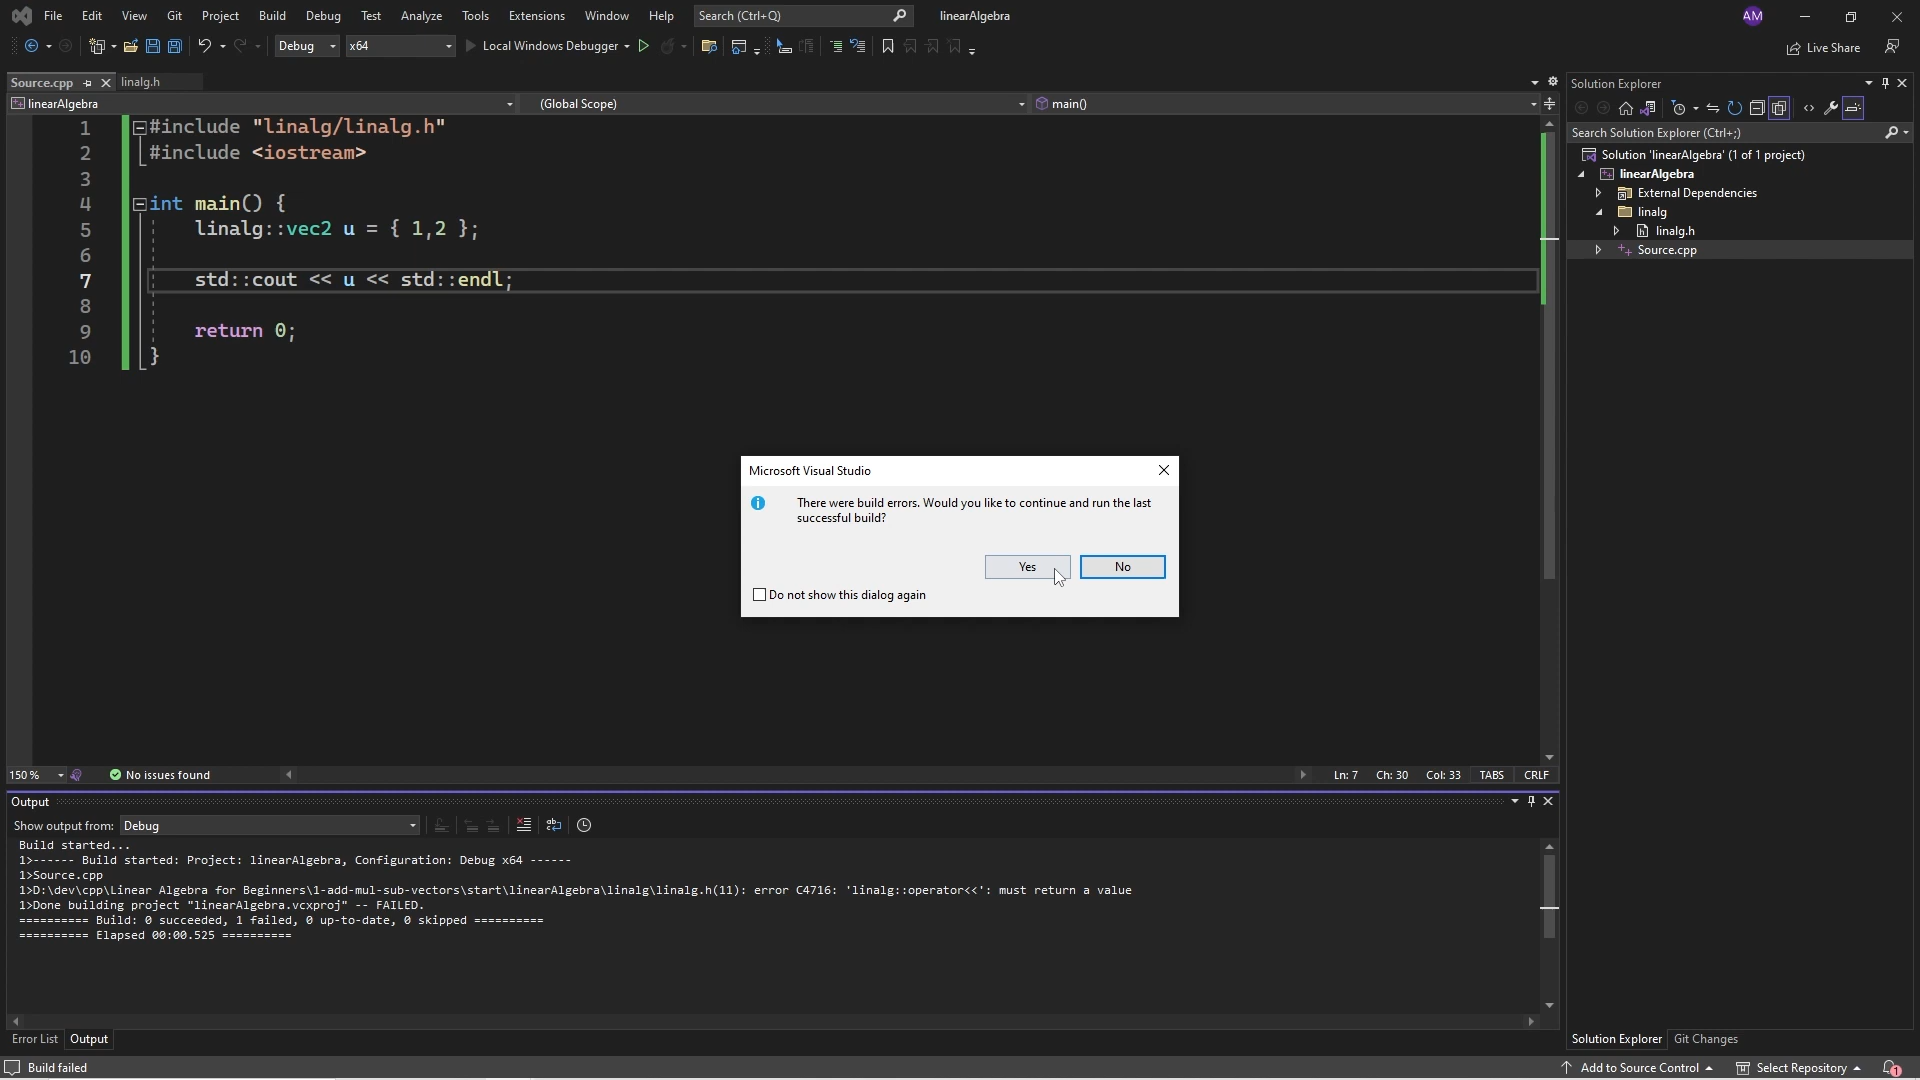 File Edit View Git Project Build Debug Test Analyze Tools Extensions Window Help Search (Ctrl+Q) linearAlgebra AM
Debug x64 Local Windows Debugger Live Share
Source.cpp linalg.h
linearAlgebra (Global Scope) main()
1 #include "linalg/linalg.h"
2 #include <iostream>
3
4 int main() {
5 linalg::vec2 u = { 1,2 };
6
7 std::cout << u << std::endl;
8
9 return 0;
10 }
Solution Explorer
Search Solution Explorer (Ctrl+;)
Solution 'linearAlgebra' (1 of 1 project)
linearAlgebra
External Dependencies
linalg
linalg.h
Source.cpp
Microsoft Visual Studio
There were build errors. Would you like to continue and run the last
successful build?
Yes No
Do not show this dialog again
150 % No issues found Ln: 7 Ch: 30 Col: 33 TABS CRLF
Output
Show output from: Debug
Build started...
1>------ Build started: Project: linearAlgebra, Configuration: Debug x64 ------
1>Source.cpp
1>D:\dev\cpp\Linear Algebra for Beginners\1-add-mul-sub-vectors\start\linearAlgebra\linalg\linalg.h(11): error C4716: 'linalg::operator<<': must return a value
1>Done building project "linearAlgebra.vcxproj" -- FAILED.
========== Build: 0 succeeded, 1 failed, 0 up-to-date, 0 skipped ==========
========== Elapsed 00:00.525 ==========
Error List Output
Solution Explorer Git Changes
Build failed Add to Source Control Select Repository 1